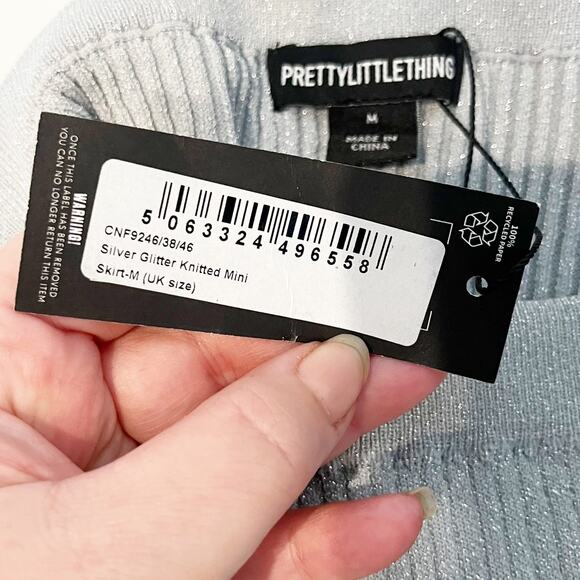 PRETTYLITTLETHING
M
MADE IN
CHINA
5 063324 496558
CNF9246/38/46
Silver Glitter Knitted Mini
Skirt-M (UK size)
WARNING!
ONCE THIS LABEL HAS BEEN REMOVED
YOU CAN NO LONGER RETURN THIS ITEM
100%
RECYCLED PAPER